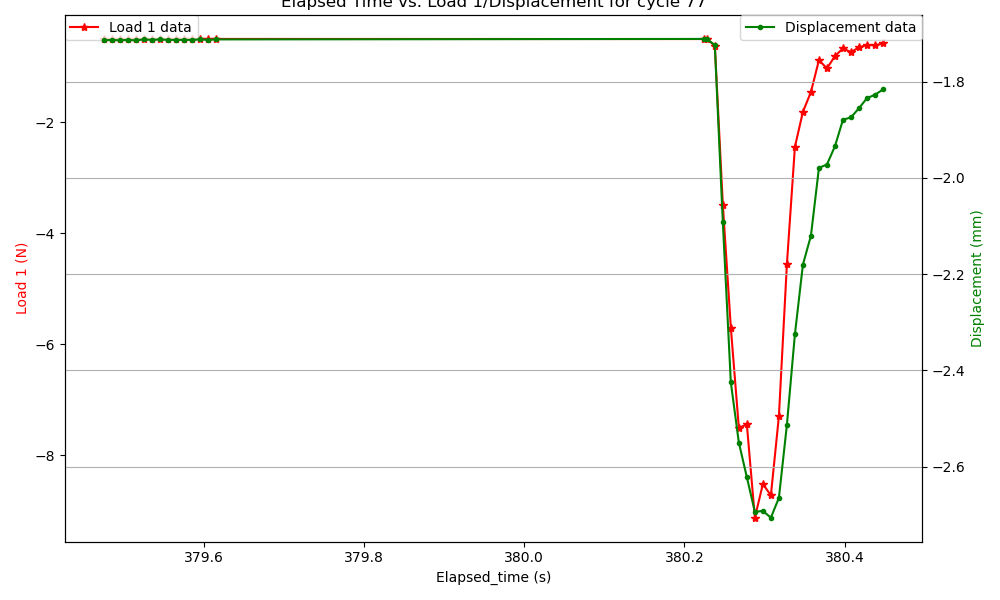 Elapsed Time vs. Load 1/Displacement for cycle 77
Load 1 data
Displacement data
−2
−4
−6
−8
Load 1 (N)
−1.8
−2.0
−2.2
−2.4
−2.6
Displacement (mm)
379.6 379.8 380.0 380.2 380.4
Elapsed_time (s)